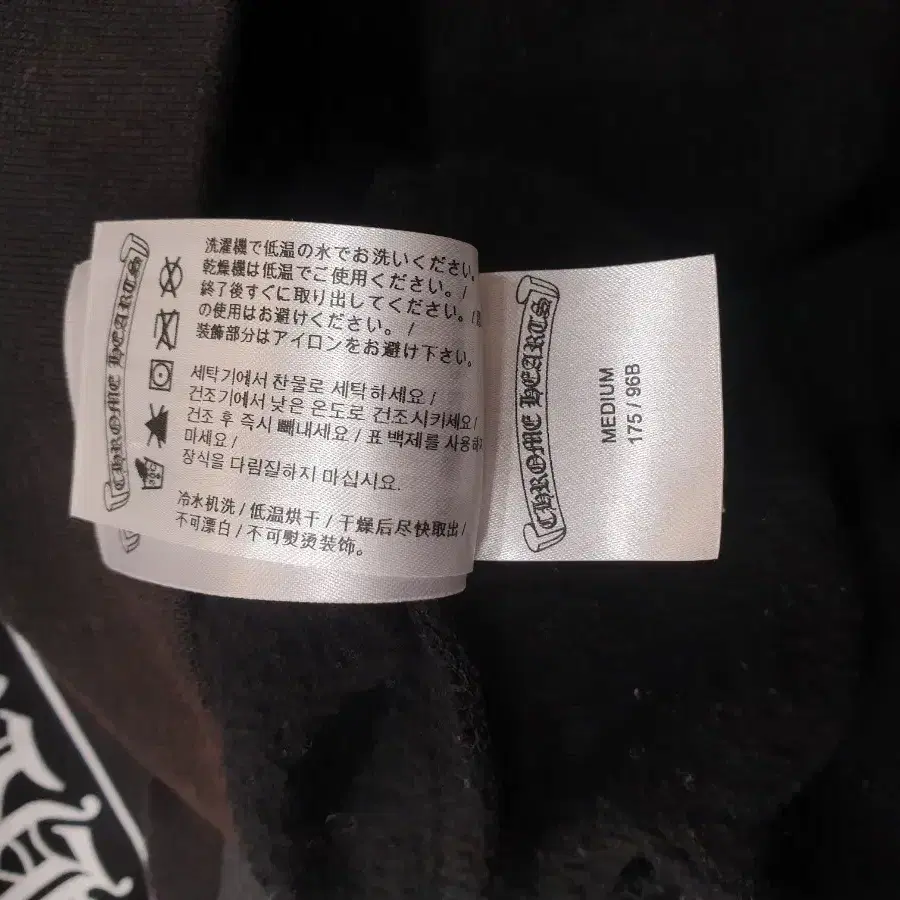 CHROME HEARTS
洗濯機で低温の水でお洗いください。
乾燥機は低温でご使用ください。/
終了後すぐに取り出してください。/
の使用はお避けください。 /
装飾部分はアイロンをお避け下さい。
세탁기에서 찬물로 세탁하세요 /
건조기에서 낮은 온도로 건조시키세요/
건조 후 즉시 빼내세요 / 표 백제를 사용하지
마세요 /
장식을 다림질하지 마십시요.
冷水机洗 / 低温烘干 / 干燥后尽快取出 /
不可漂白 / 不可熨烫装饰。
CHROME HEARTS
MEDIUM
175 / 96B